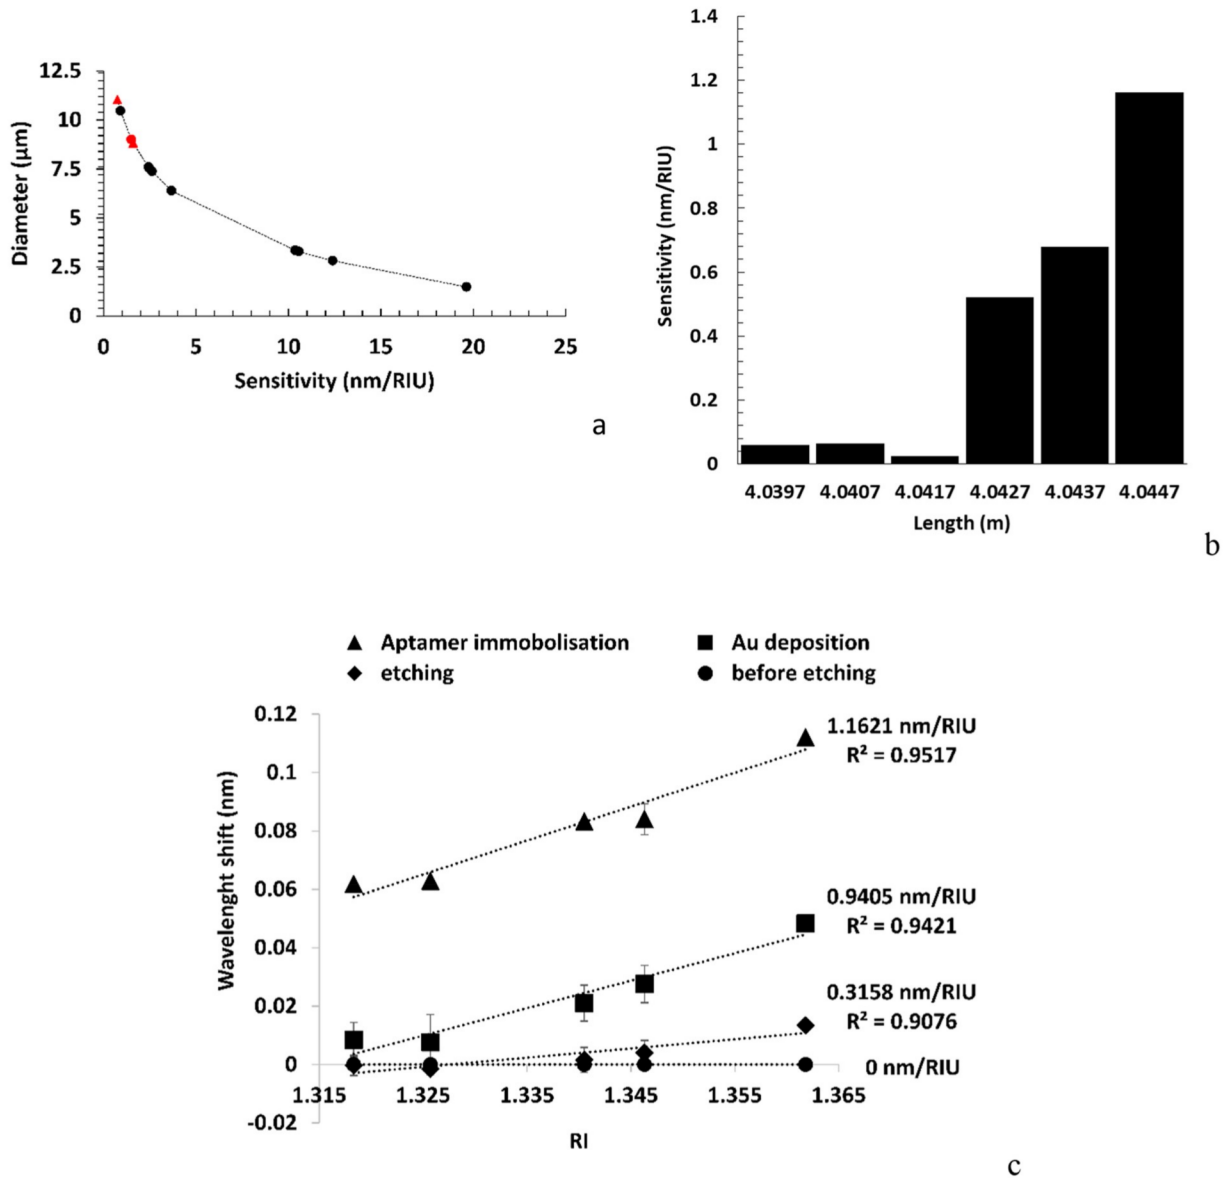 12.5
10
7.5
5
2.5
0
Diameter (μm)
0 5 10 15 20 25
Sensitivity (nm/RIU)
a
1.4
1.2
1
0.8
0.6
0.4
0.2
0
Sensitivity (nm/RIU)
4.0397 4.0407 4.0417 4.0427 4.0437 4.0447
Length (m)
b
Aptamer immobolisation
Au deposition
etching
before etching
0.12
0.1
0.08
0.06
0.04
0.02
0
-0.02
Wavelenght shift (nm)
1.1621 nm/RIU
R² = 0.9517
0.9405 nm/RIU
R² = 0.9421
0.3158 nm/RIU
R² = 0.9076
0 nm/RIU
1.315 1.325 1.335 1.345 1.355 1.365
RI
c